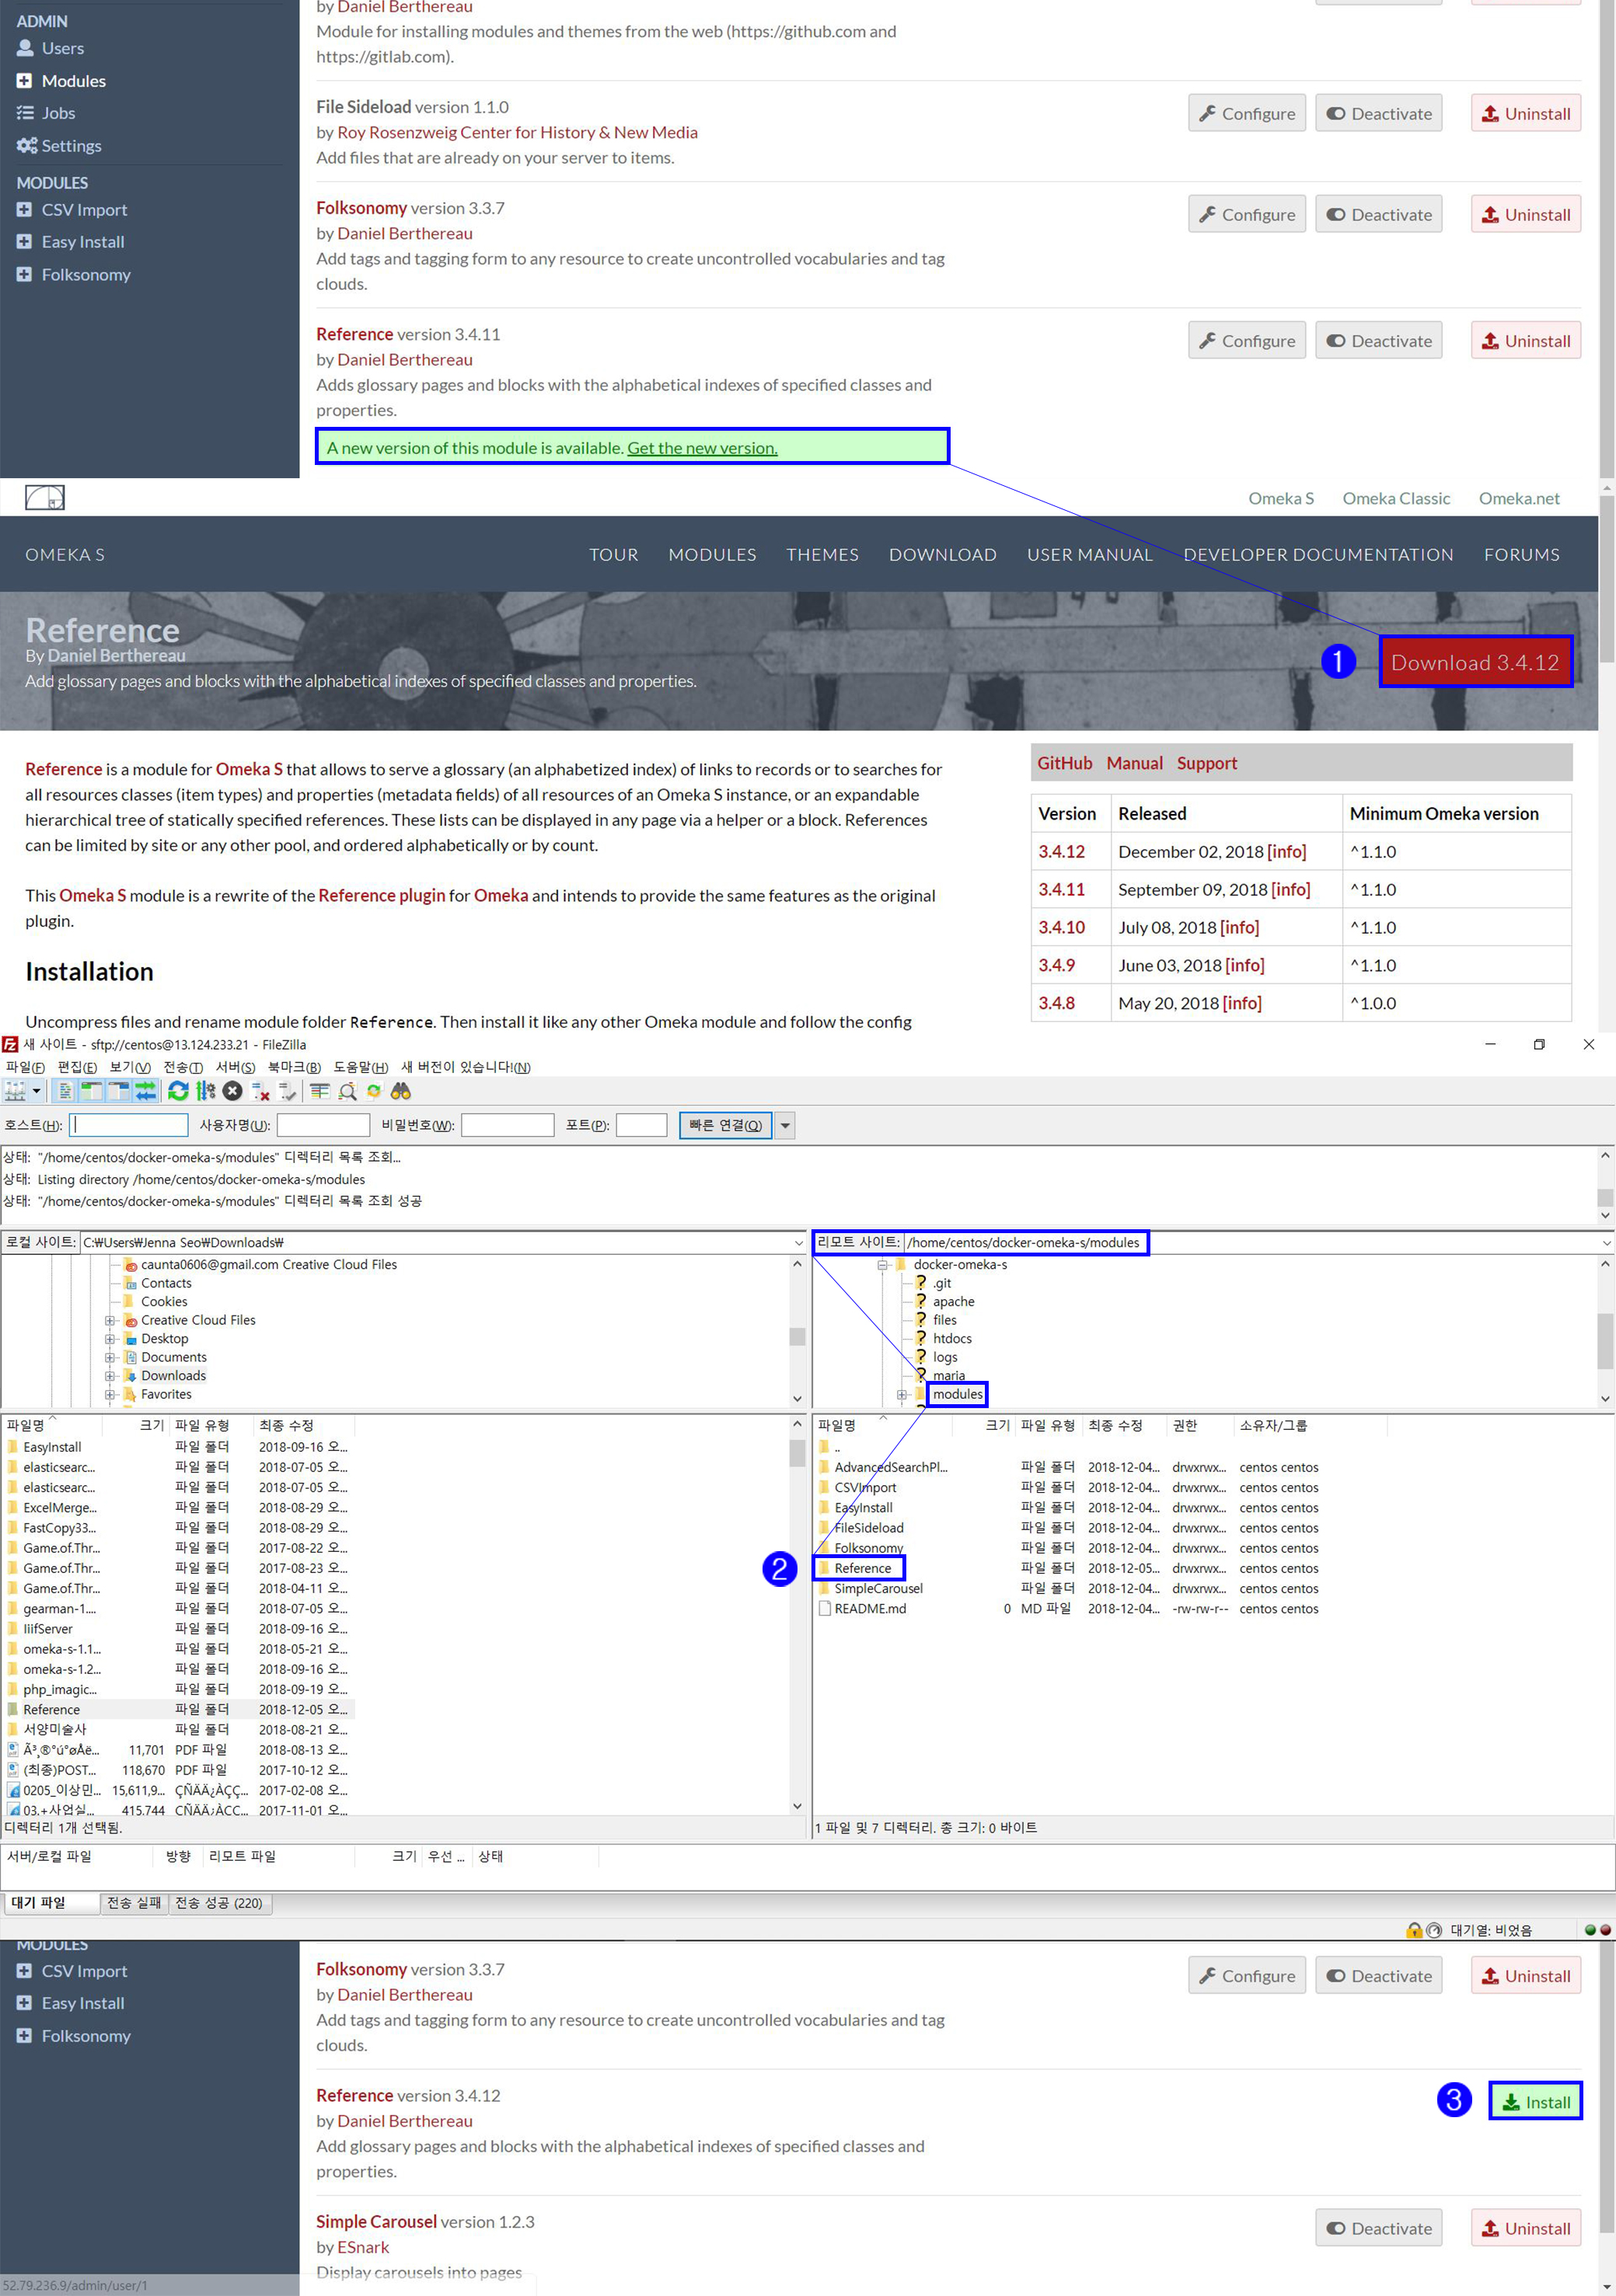 ADMIN
Users
Modules
Jobs
Settings
MODULES
CSV Import
Easy Install
Folksonomy
by Daniel Berthereau
Module for installing modules and themes from the web (https://github.com and
https://gitlab.com).
File Sideload version 1.1.0
by Roy Rosenzweig Center for History & New Media
Add files that are already on your server to items.
Configure Deactivate Uninstall
Folksonomy version 3.3.7
by Daniel Berthereau
Add tags and tagging form to any resource to create uncontrolled vocabularies and tag
clouds.
Configure Deactivate Uninstall
Reference version 3.4.11
by Daniel Berthereau
Adds glossary pages and blocks with the alphabetical indexes of specified classes and
properties.
Configure Deactivate Uninstall
A new version of this module is available. Get the new version.
Omeka S Omeka Classic Omeka.net
OMEKA S TOUR MODULES THEMES DOWNLOAD USER MANUAL DEVELOPER DOCUMENTATION FORUMS
Reference
By Daniel Berthereau
Add glossary pages and blocks with the alphabetical indexes of specified classes and properties.
1
Download 3.4.12
Reference is a module for Omeka S that allows to serve a glossary (an alphabetized index) of links to records or to searches for
all resources classes (item types) and properties (metadata fields) of all resources of an Omeka S instance, or an expandable
hierarchical tree of statically specified references. These lists can be displayed in any page via a helper or a block. References
can be limited by site or any other pool, and ordered alphabetically or by count.
This Omeka S module is a rewrite of the Reference plugin for Omeka and intends to provide the same features as the original
plugin.
Installation
Uncompress files and rename module folder Reference. Then install it like any other Omeka module and follow the config
GitHub Manual Support
Version Released Minimum Omeka version
3.4.12 December 02, 2018 [info] ^1.1.0
3.4.11 September 09, 2018 [info] ^1.1.0
3.4.10 July 08, 2018 [info] ^1.1.0
3.4.9 June 03, 2018 [info] ^1.1.0
3.4.8 May 20, 2018 [info] ^1.0.0
새 사이트 - sftp://centos@13.124.233.21 - FileZilla
파일(F) 편집(E) 보기(V) 전송(T) 서버(S) 북마크(B) 도움말(H) 새 버전이 있습니다!(N)
호스트(H): 사용자명(U): 비밀번호(W): 포트(P): 빠른 연결(Q)
상태: "/home/centos/docker-omeka-s/modules" 디렉터리 목록 조회...
상태: Listing directory /home/centos/docker-omeka-s/modules
상태: "/home/centos/docker-omeka-s/modules" 디렉터리 목록 조회 성공
로컬 사이트: C:₩Users₩Jenna Seo₩Downloads₩
caunta0606@gmail.com Creative Cloud Files
Contacts
Cookies
Creative Cloud Files
Desktop
Documents
Downloads
Favorites
리모트 사이트: /home/centos/docker-omeka-s/modules
docker-omeka-s
.git
apache
files
htdocs
logs
maria
modules
파일명 크기 파일 유형 최종 수정
EasyInstall 파일 폴더 2018-09-16 오...
elasticsearc... 파일 폴더 2018-07-05 오...
elasticsearc... 파일 폴더 2018-07-05 오...
ExcelMerge... 파일 폴더 2018-08-29 오...
FastCopy33... 파일 폴더 2018-08-29 오...
Game.of.Thr... 파일 폴더 2017-08-22 오...
Game.of.Thr... 파일 폴더 2017-08-23 오...
Game.of.Thr... 파일 폴더 2018-04-11 오...
gearman-1.... 파일 폴더 2018-07-05 오...
IiifServer 파일 폴더 2018-09-16 오...
omeka-s-1.1... 파일 폴더 2018-05-21 오...
omeka-s-1.2... 파일 폴더 2018-09-16 오...
php_imagic... 파일 폴더 2018-09-19 오...
Reference 파일 폴더 2018-12-05 오...
서양미술사 파일 폴더 2018-08-21 오...
11,701 PDF 파일 2018-08-13 오...
(최종)POST... 118,670 PDF 파일 2017-10-12 오...
0205_이상민... 15,611,9... ÇÑÄÄ¿ÀÇÇ... 2017-02-08 오...
03.+사업실... 415,744 ÇÑÄÄ¿ÀÇÇ... 2017-11-01 오...
디렉터리 1개 선택됨.
파일명 크기 파일 유형 최종 수정 권한 소유자/그룹
..
AdvancedSearchPl... 파일 폴더 2018-12-04... drwxrwx... centos centos
CSVImport 파일 폴더 2018-12-04... drwxrwx... centos centos
EasyInstall 파일 폴더 2018-12-04... drwxrwx... centos centos
FileSideload 파일 폴더 2018-12-04... drwxrwx... centos centos
Folksonomy 파일 폴더 2018-12-04... drwxrwx... centos centos
2
Reference 파일 폴더 2018-12-05... drwxrwx... centos centos
SimpleCarousel 파일 폴더 2018-12-04... drwxrwx... centos centos
README.md 0 MD 파일 2018-12-04... -rw-rw-r-- centos centos
1 파일 및 7 디렉터리. 총 크기: 0 바이트
서버/로컬 파일 방향 리모트 파일 크기 우선 ... 상태
대기 파일 전송 실패 전송 성공 (220)
대기열: 비었음
MODULES
CSV Import
Easy Install
Folksonomy
Folksonomy version 3.3.7
by Daniel Berthereau
Add tags and tagging form to any resource to create uncontrolled vocabularies and tag
clouds.
Configure Deactivate Uninstall
Reference version 3.4.12
by Daniel Berthereau
Add glossary pages and blocks with the alphabetical indexes of specified classes and
properties.
3
Install
Simple Carousel version 1.2.3
by ESnark
Display carousels into pages
Deactivate Uninstall
52.79.236.9/admin/user/1